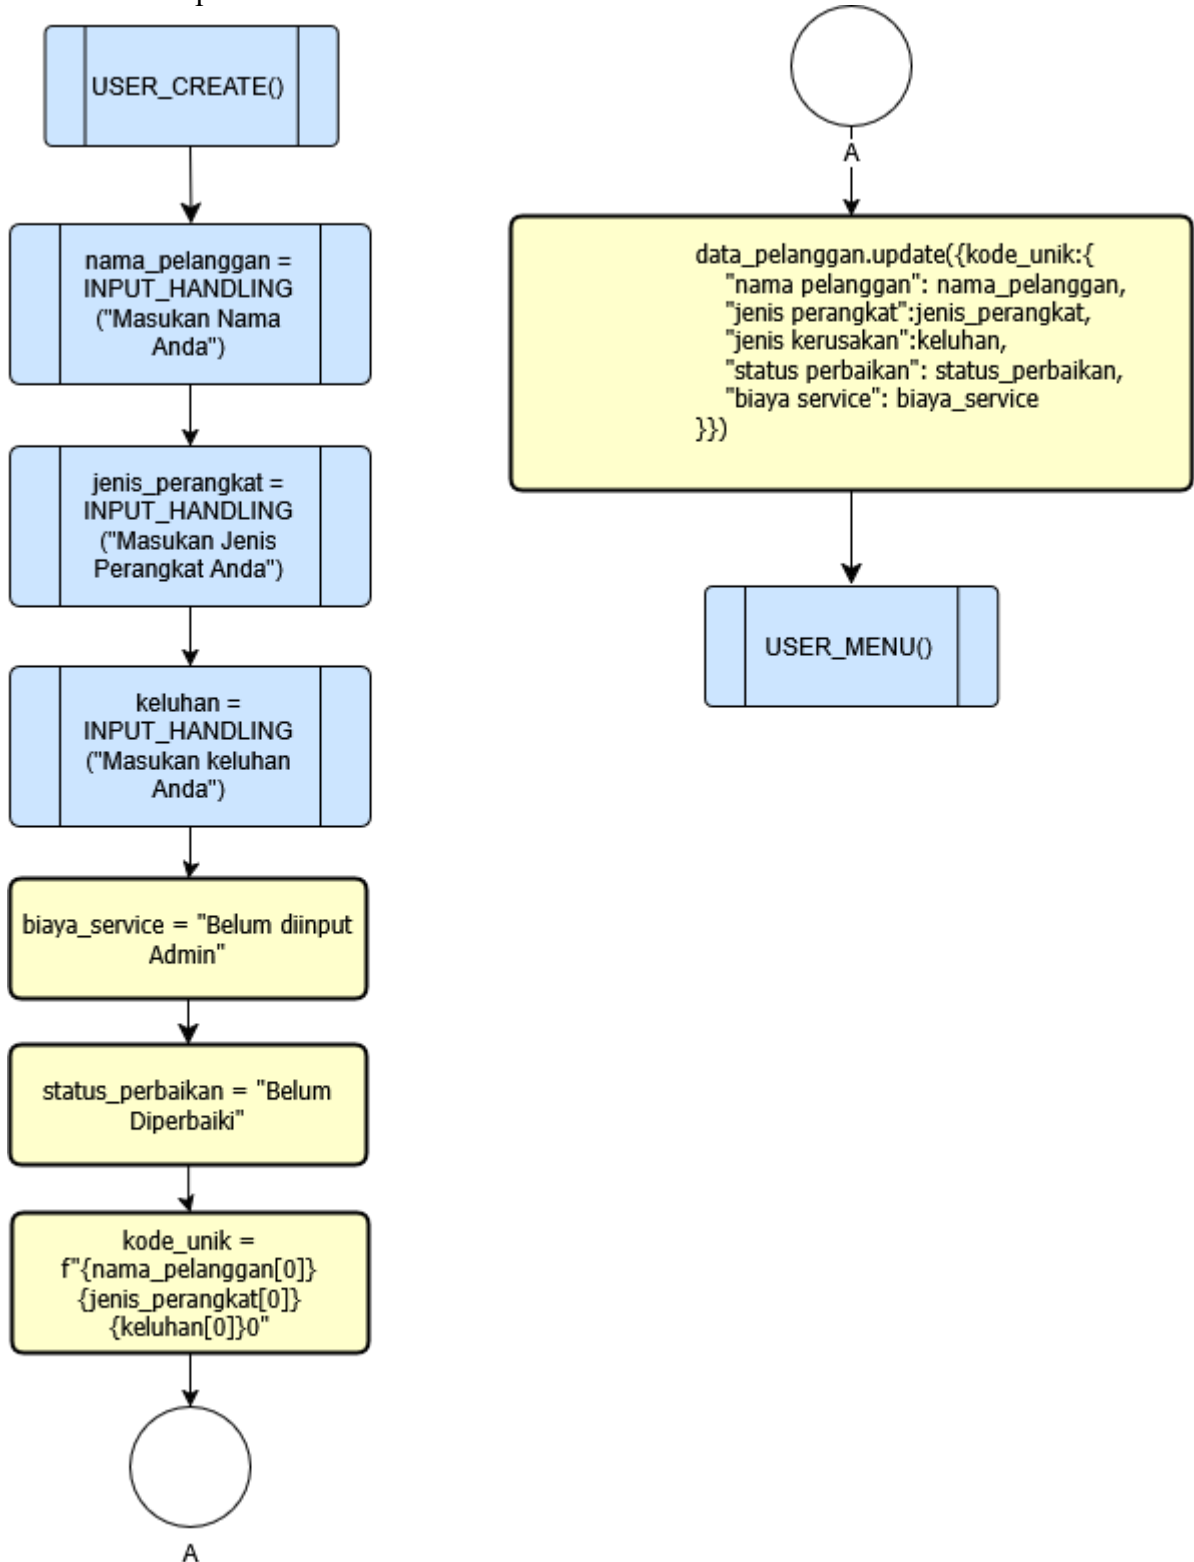 USER_CREATE()
nama_pelanggan =
INPUT_HANDLING
("Masukan Nama
Anda")
jenis_perangkat =
INPUT_HANDLING
("Masukan Jenis
Perangkat Anda")
keluhan =
INPUT_HANDLING
("Masukan keluhan
Anda")
biaya_service = "Belum diinput
Admin"
status_perbaikan = "Belum
Diperbaiki"
kode_unik =
f"{nama_pelanggan[0]}
{jenis_perangkat[0]}
{keluhan[0]}0"
A
A
data_pelanggan.update({kode_unik:{
"nama pelanggan": nama_pelanggan,
"jenis perangkat":jenis_perangkat,
"jenis kerusakan":keluhan,
"status perbaikan": status_perbaikan,
"biaya service": biaya_service
}})
USER_MENU()